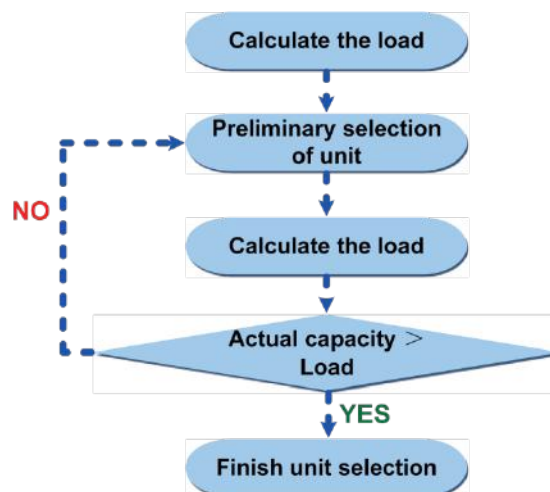 Calculate the load
Preliminary selection
of unit
NO
Calculate the load
Actual capacity >
Load
YES
Finish unit selection